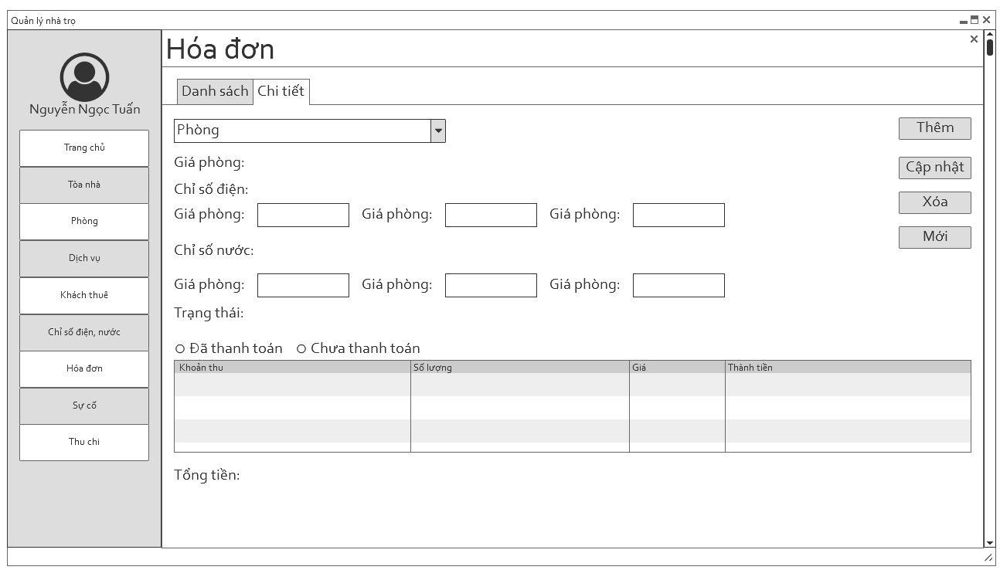 Quản lý nhà trọ
Nguyễn Ngọc Tuấn
Trang chủ
Tòa nhà
Phòng
Dịch vụ
Khách thuê
Chỉ số điện, nước
Hóa đơn
Sự cố
Thu chi
Hóa đơn
Danh sách Chi tiết
Phòng
Giá phòng:
Chỉ số điện:
Giá phòng: Giá phòng: Giá phòng:
Chỉ số nước:
Giá phòng: Giá phòng: Giá phòng:
Trạng thái:
Đã thanh toán Chưa thanh toán
Khoản thu Số lượng Giá Thành tiền
Tổng tiền:
Thêm
Cập nhật
Xóa
Mới